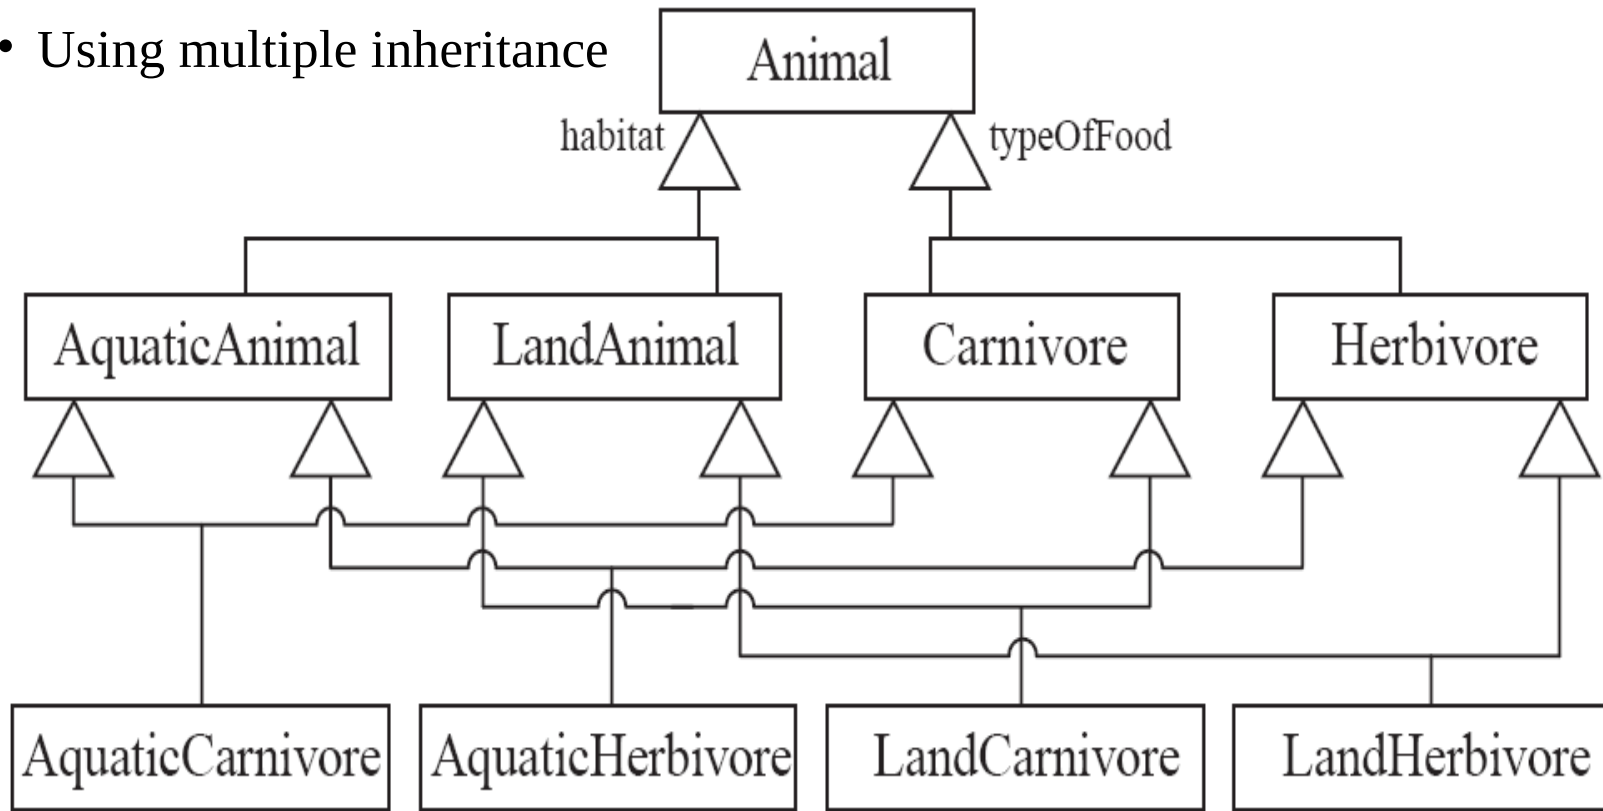 • Using multiple inheritance
Animal
habitat
typeOfFood
AquaticAnimal
LandAnimal
Carnivore
Herbivore
AquaticCarnivore
AquaticHerbivore
LandCarnivore
LandHerbivore